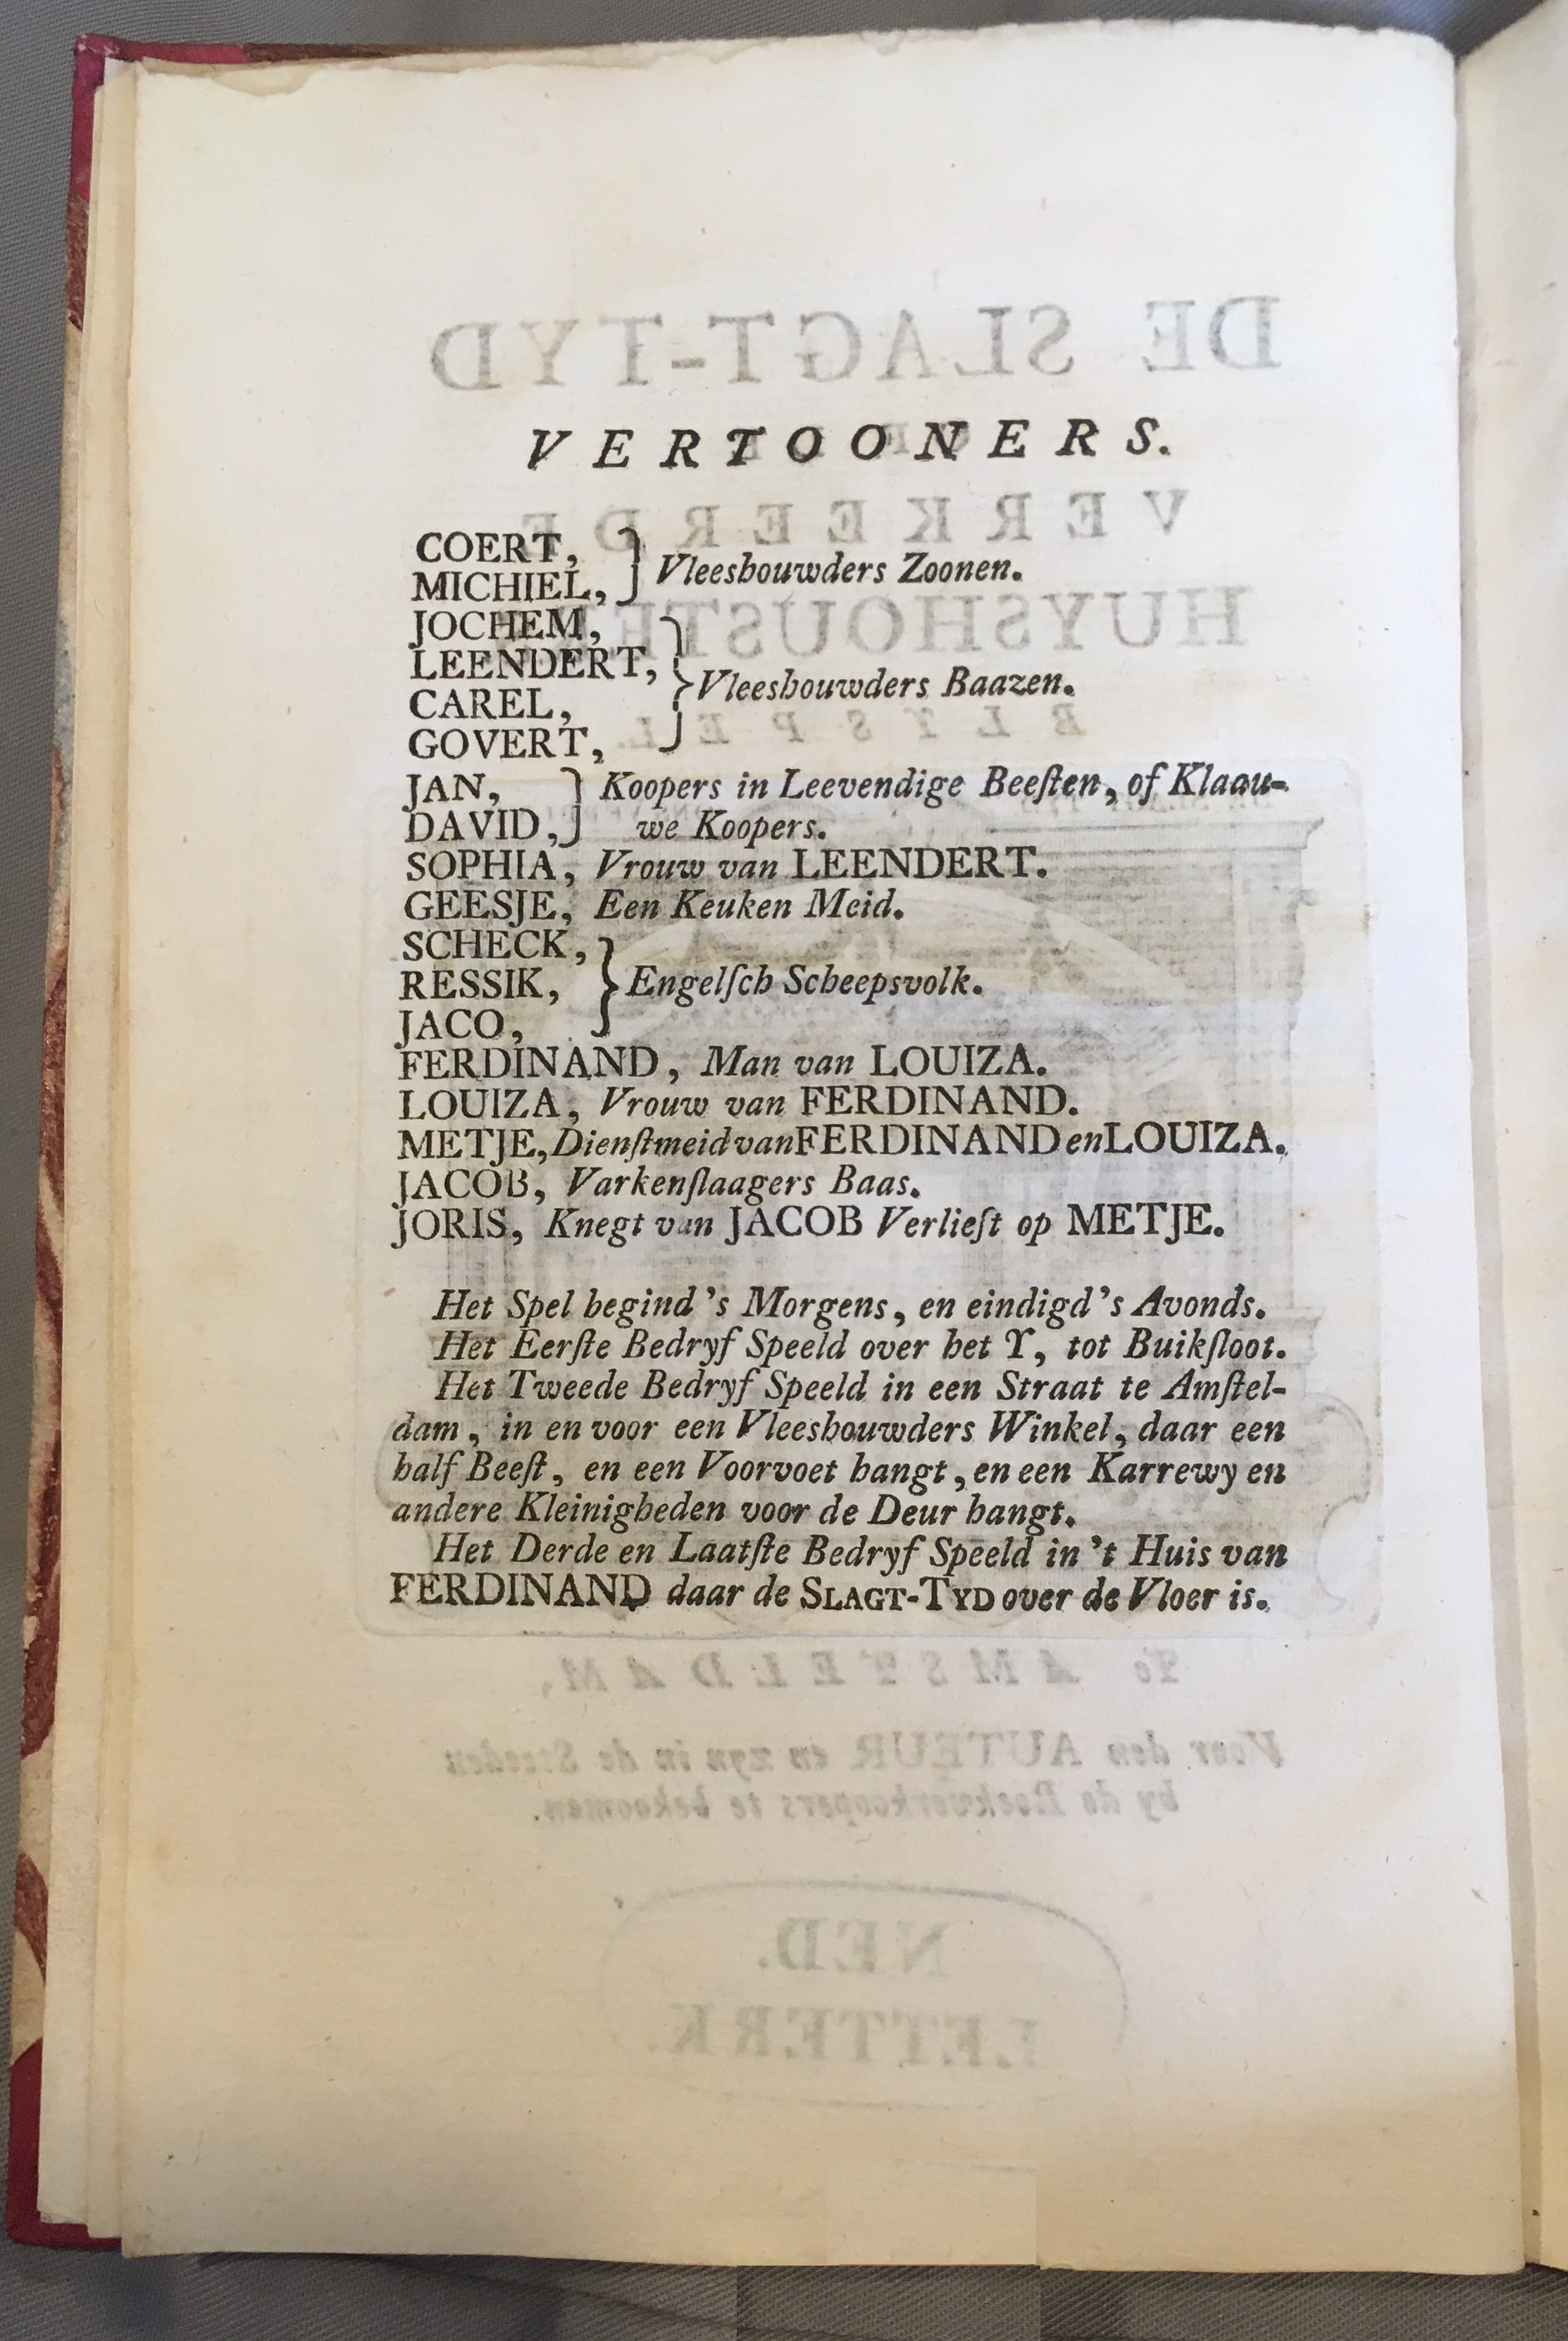 VERTOONERS.
COERT,
MICHIEL, } Vleeshouwders Zoonen.
JOCHEM,
LEENDERT,
CAREL, } Vleeshouwders Baazen.
GOVERT,
JAN, } Koopers in Leevendige Beeſten, of Klaau-
DAVID, we Koopers.
SOPHIA, Vrouw van LEENDERT.
GEESJE, Een Keuken Meid.
SCHECK,
RESSIK, } Engelſch Scheepsvolk.
JACO,
FERDINAND, Man van LOUIZA.
LOUIZA, Vrouw van FERDINAND.
METJE, Dienſtmeid van FERDINAND en LOUIZA.
JACOB, Varkenſlaagers Baas.
JORIS, Knegt van JACOB Verlieft op METJE.
Het Spel begind 's Morgens, en eindigd 's Avonds.
Het Eerſte Bedryf Speeld over het Y, tot Buikſloot.
Het Tweede Bedryf Speeld in een Straat te Amſtel-
dam, in en voor een Vleeshouwders Winkel, daar een
half Beeſt, en een Voorvoet hangt, en een Karrewy en
andere Kleinigheden voor de Deur hangt.
Het Derde en Laatſte Bedryf Speeld in 't Huis van
FERDINAND daar de SLAGT-TYD over de Vloer is.